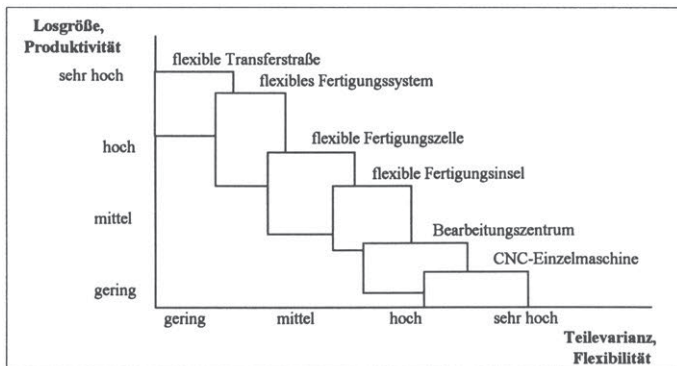 Losgröße,
Produktivität
flexible Transferstraße
sehr hoch
flexibles Fertigungssystem
hoch
flexible Fertigungszelle
flexible Fertigungsinsel
mittel
Bearbeitungszentrum
CNC-Einzelmaschine
gering
gering mittel hoch sehr hoch
Teilevarianz,
Flexibilität